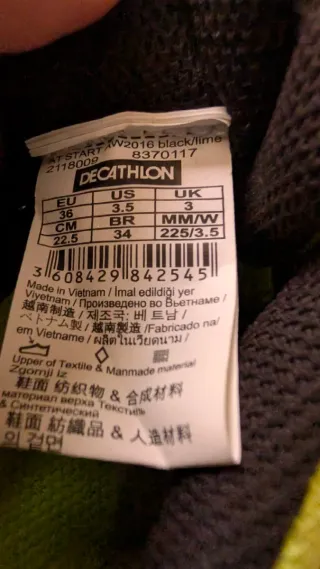 AT START IW2016 black/lime
2118009 8370117
DECATHLON
EU US UK
36 3.5 3
CM BR MM/W
22.5 34 225/3.5
3 608429 842545
Made in Vietnam / Imal edildiği yer
Viyetnam / Произведено во Вьетнаме /
越南制造 / 제조국: 베트남 /
ベトナム製 / 越南製造 /Fabricado na/
em Vietname/ ผลิตในเวียดนาม /
Upper of Textile & Manmade material
Zgornji iz
鞋面 紡织物 & 合成材料
материал верха Текстиль
& Синтетический
鞋面 紡織品 & 人造材料
의 겉면